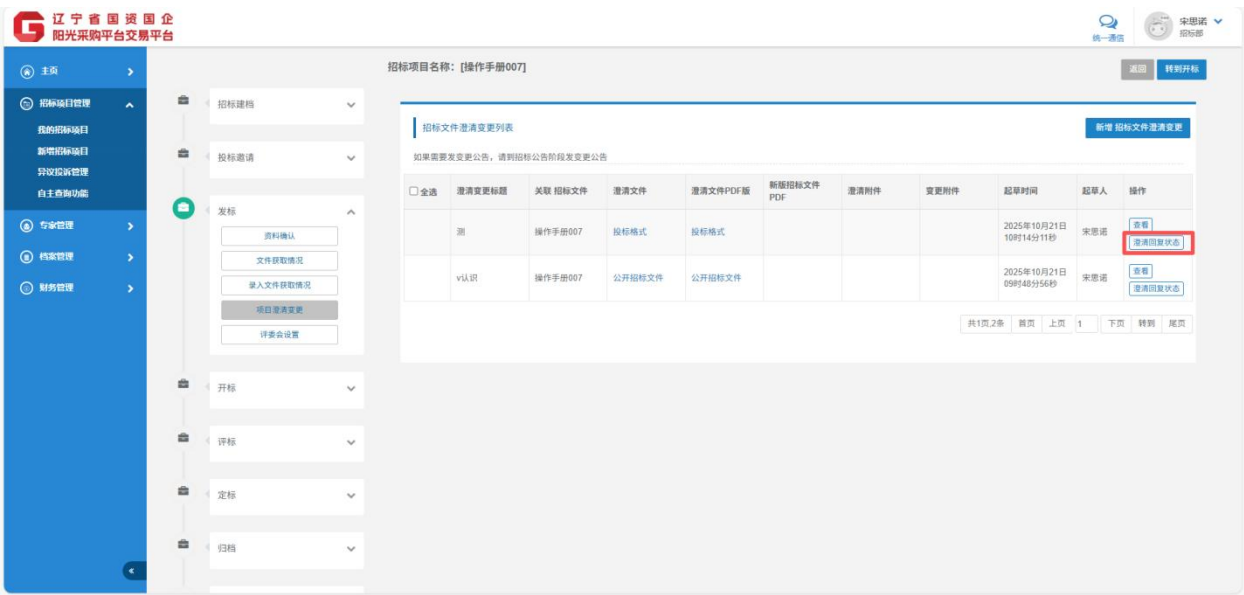 辽宁省国资国企
阳光采购平台交易平台
统一通信
宋思诺
招标部
主页
招标项目管理
我的招标项目
新增招标项目
异议投诉管理
自主查询功能
专家管理
档案管理
财务管理
招标建档
投标邀请
发标
资料确认
文件获取情况
录入文件获取情况
项目澄清变更
评委会设置
开标
评标
定标
归档
招标项目名称：[操作手册007]
返回 转到开标
招标文件澄清变更列表
新增 招标文件澄清变更
如果需要发变更公告，请到招标公告阶段发变更公告
全选 澄清变更标题 关联 招标文件 澄清文件 澄清文件PDF版 新版招标文件PDF 澄清附件 变更附件 起草时间 起草人 操作
测 操作手册007 投标格式 投标格式 2025年10月21日10时14分11秒 宋思诺 查看 澄清回复状态
v认识 操作手册007 公开招标文件 公开招标文件 2025年10月21日09时48分56秒 宋思诺 查看 澄清回复状态
共1页,2条 首页 上页 1 下页 转到 尾页